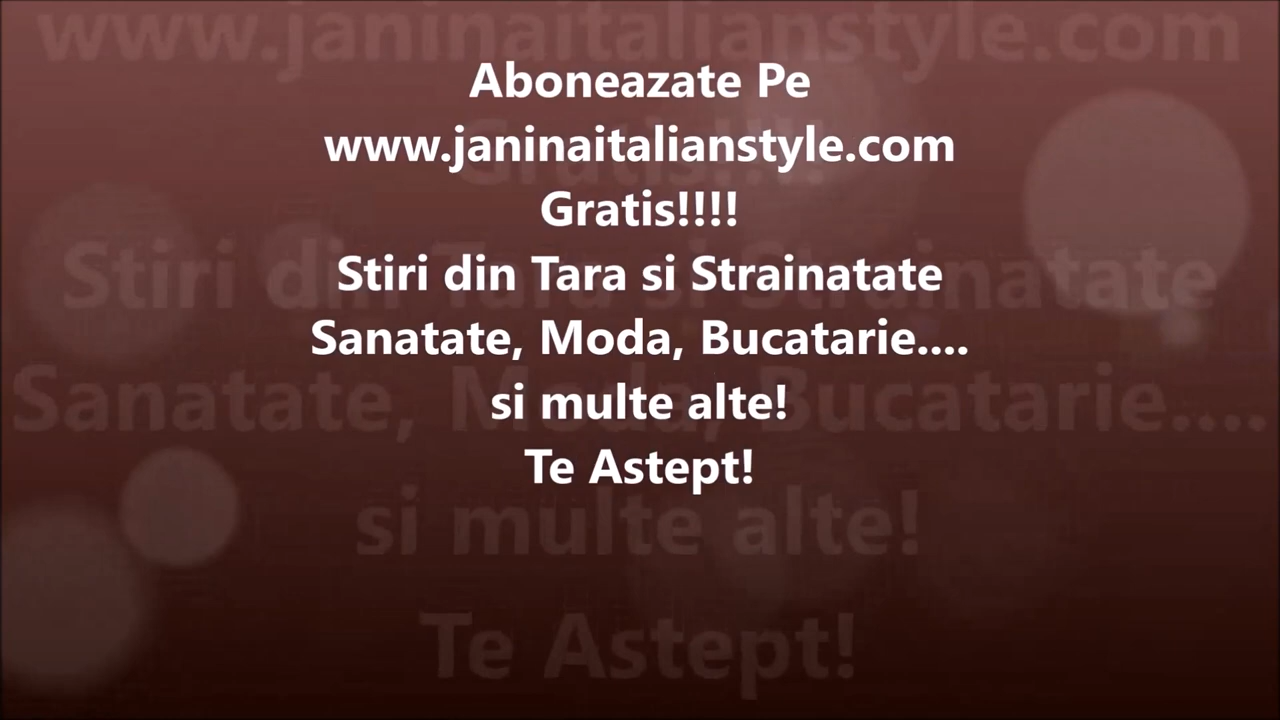 Aboneazate Pe
www.janinaitalianstyle.com
Gratis!!!!
Stiri din Tara si Strainatate
Sanatate, Moda, Bucatarie....
si multe alte!
Te Astept!